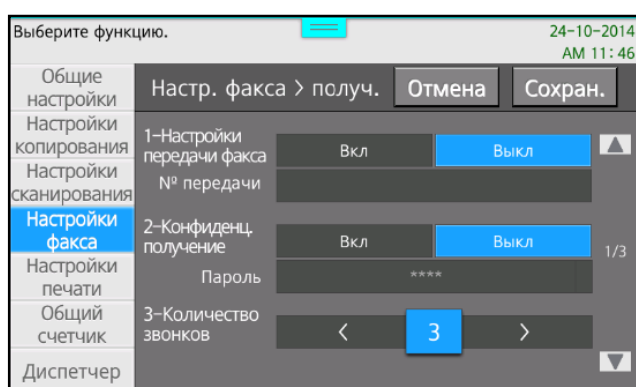 Выберите функцию.
24-10-2014
AM 11:46
Общие
настройки
Настройки
копирования
Настройки
сканирования
Настройки
факса
Настройки
печати
Общий
счетчик
Диспетчер
Настр. факса > получ.
Отмена
Сохран.
1-Настройки
передачи факса
Вкл
Выкл
№ передачи
2-Конфиденц.
получение
Вкл
Выкл
1/3
Пароль
****
3-Количество
звонков
< 3 >